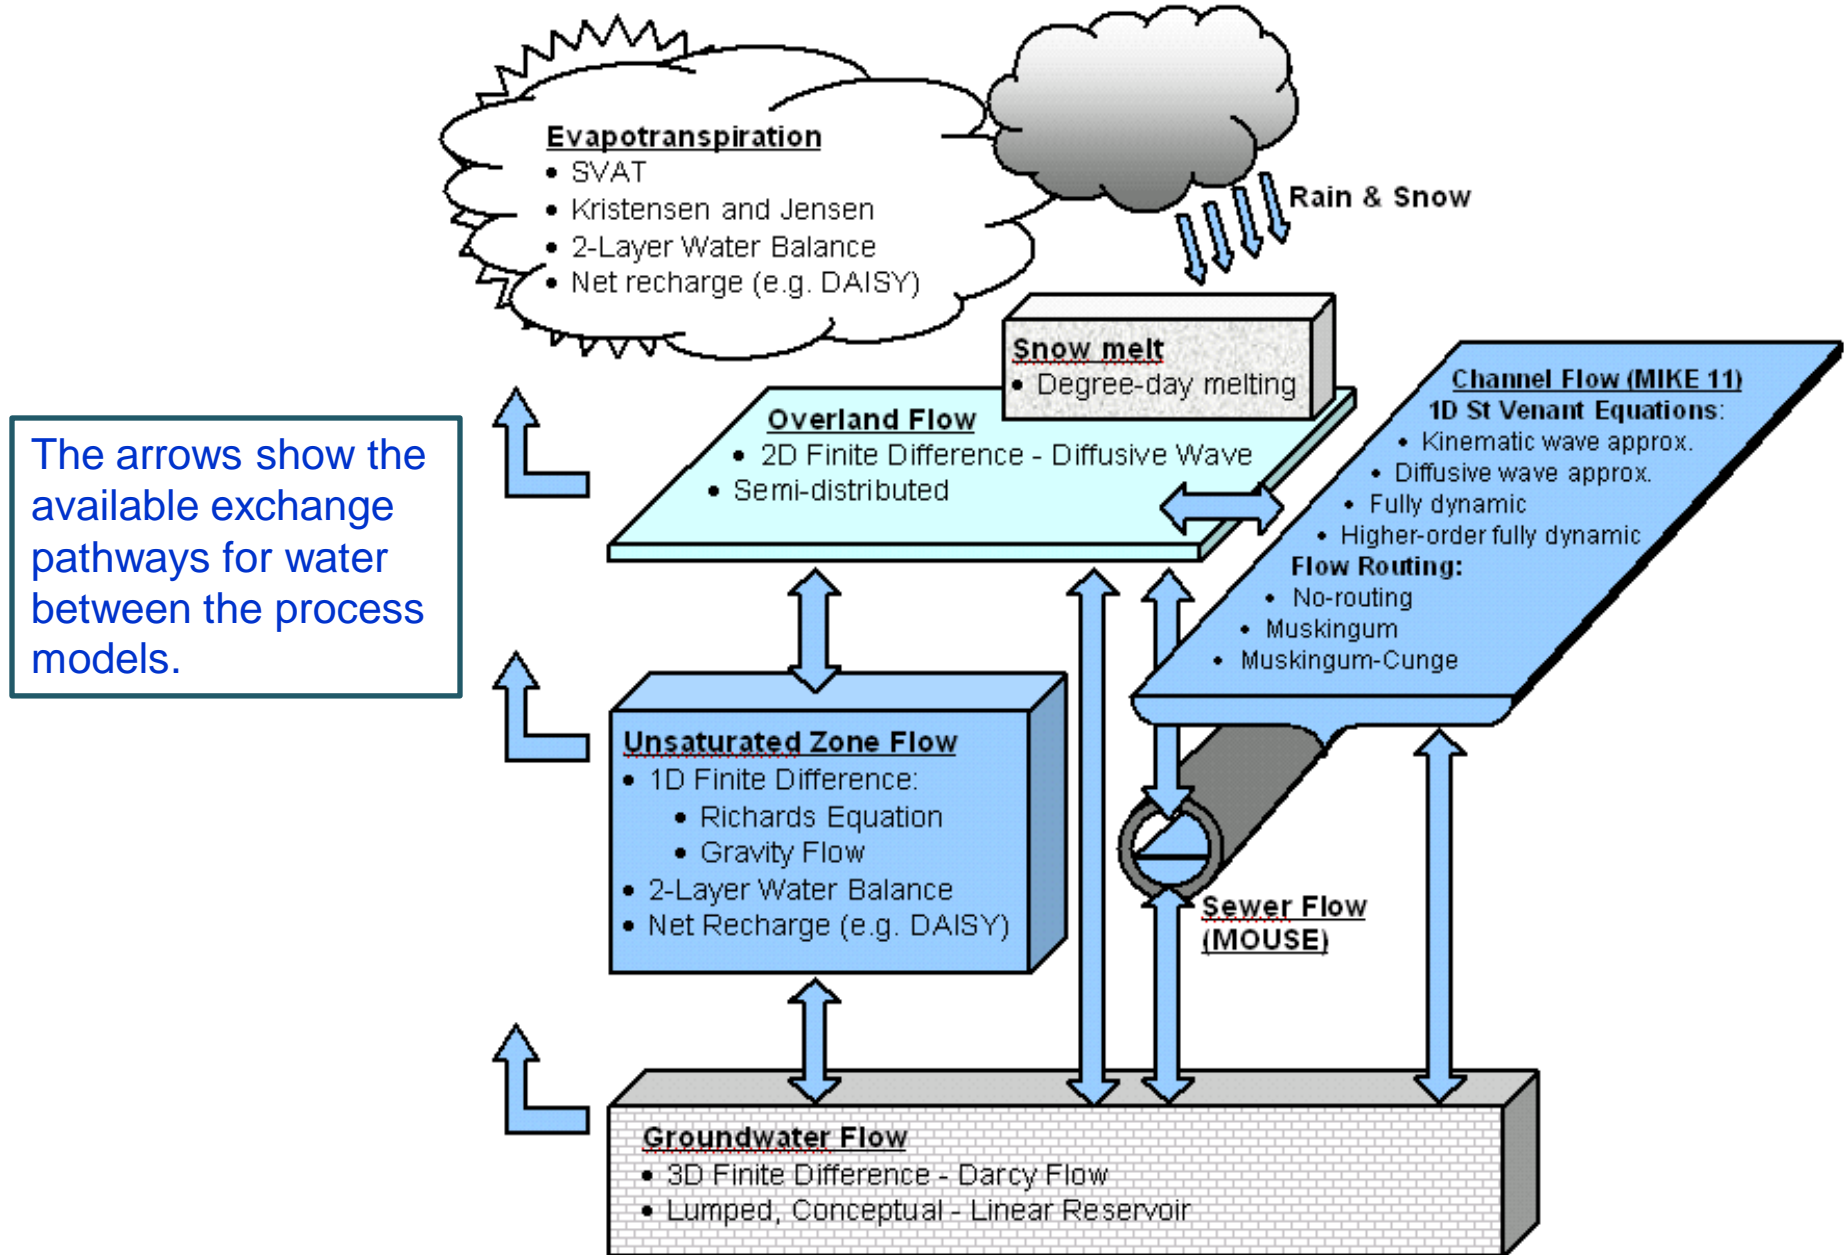 Evapotranspiration
• SVAT
• Kristensen and Jensen
• 2-Layer Water Balance
• Net recharge (e.g. DAISY)
Rain & Snow
Snow melt
• Degree-day melting
The arrows show the
available exchange
pathways for water
between the process
models.
Overland Flow
• 2D Finite Difference - Diffusive Wave
• Semi-distributed
Channel Flow (MIKE 11)
1D St Venant Equations:
• Kinematic wave approx.
• Diffusive wave approx.
• Fully dynamic
• Higher-order fully dynamic
Flow Routing:
• No-routing
• Muskingum
• Muskingum-Cunge
Unsaturated Zone Flow
• 1D Finite Difference:
• Richards Equation
• Gravity Flow
• 2-Layer Water Balance
• Net Recharge (e.g. DAISY)
Sewer Flow
(MOUSE)
Groundwater Flow
• 3D Finite Difference - Darcy Flow
• Lumped, Conceptual - Linear Reservoir